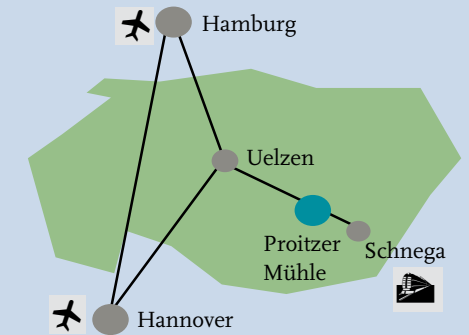 Hamburg
Uelzen
Proitzer
Mühle
Schnega
Hannover